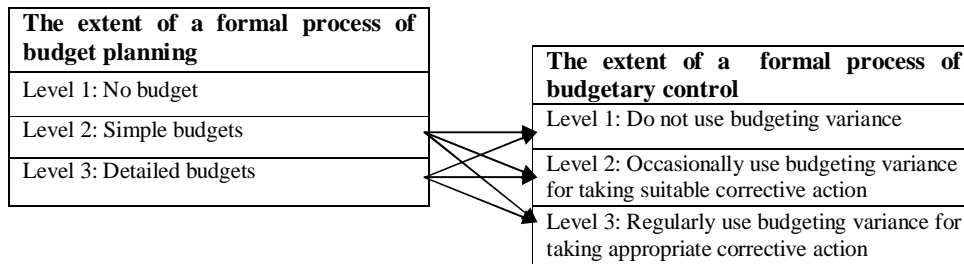 The extent of a formal process of
budget planning
Level 1: No budget
Level 2: Simple budgets
Level 3: Detailed budgets
The extent of a formal process of
budgetary control
Level 1: Do not use budgeting variance
Level 2: Occasionally use budgeting variance
for taking suitable corrective action
Level 3: Regularly use budgeting variance for
taking appropriate corrective action